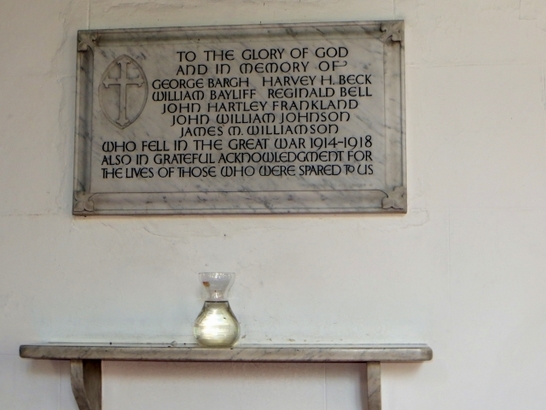 TO THE GLORY OF GOD
AND IN MEMORY OF
GEORGE BARGH HARVEY H. BECK
WILLIAM BAYLIFF REGINALD BELL
JOHN HARTLEY FRANKLAND
JOHN WILLIAM JOHNSON
JAMES M. WILLIAMSON
WHO FELL IN THE GREAT WAR 1914-1918
ALSO IN GRATEFUL ACKNOWLEDGMENT FOR
THE LIVES OF THOSE WHO WERE SPARED TO US.